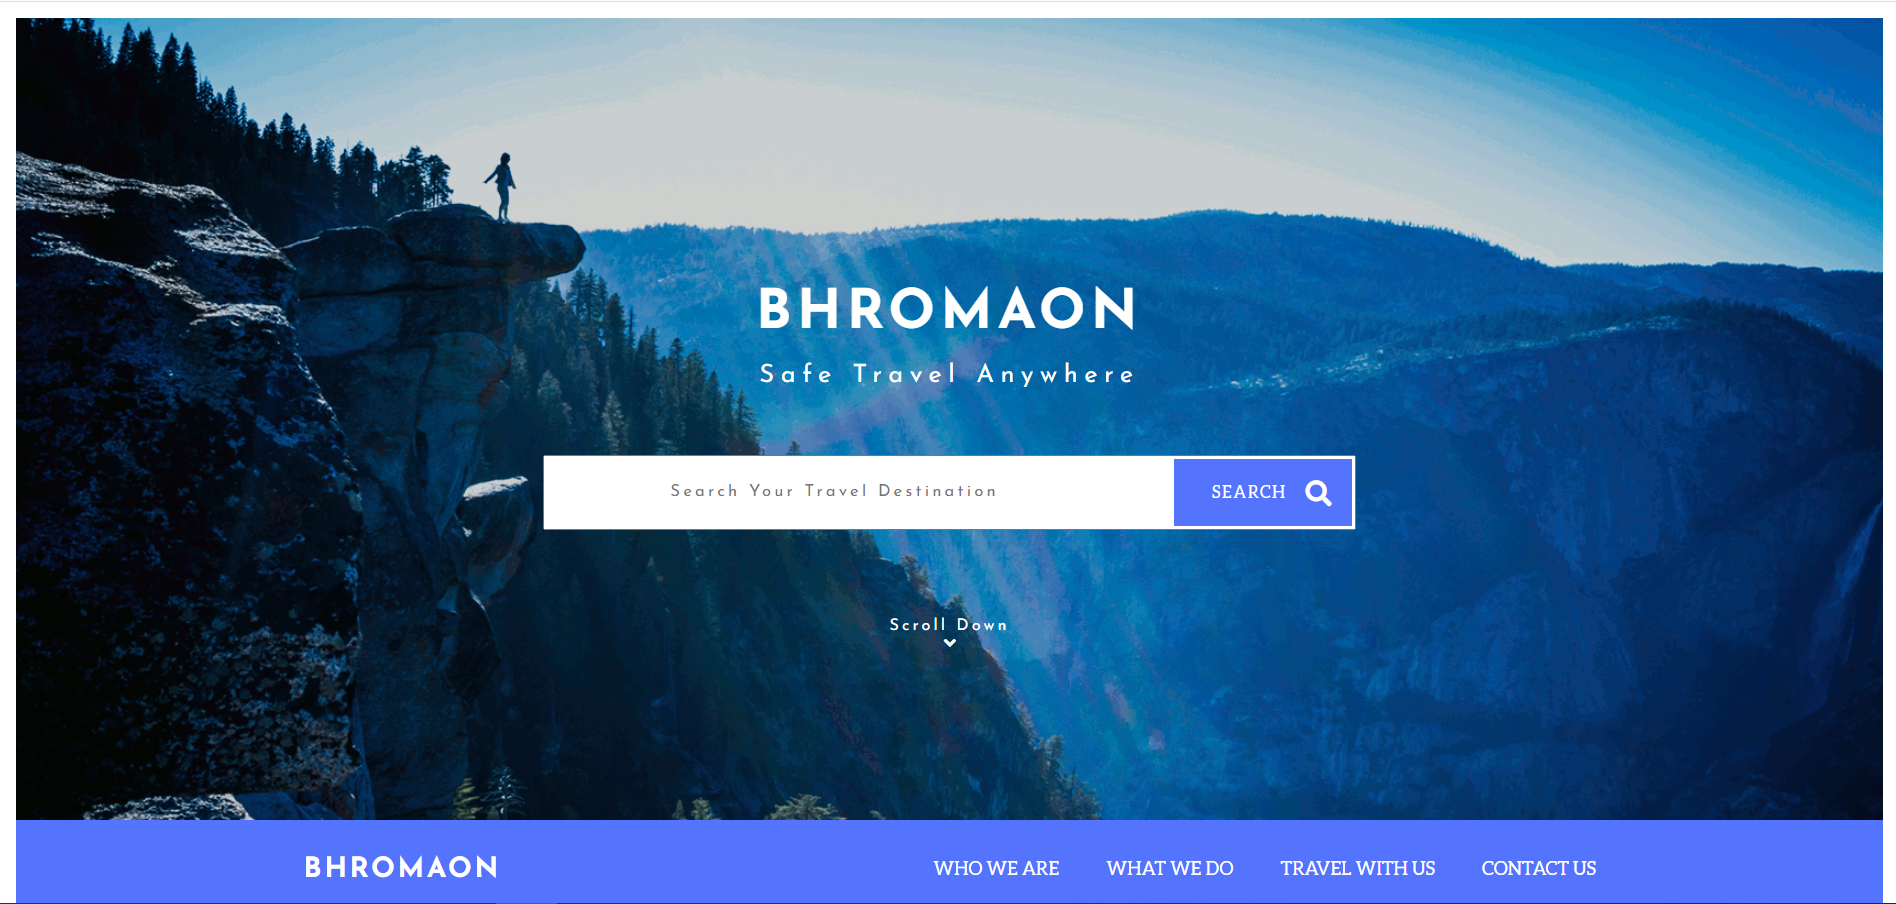 BHROMAON
Safe Travel Anywhere
Search Your Travel Destination
SEARCH
Scroll Down
BHROMAON
WHO WE ARE
WHAT WE DO
TRAVEL WITH US
CONTACT US